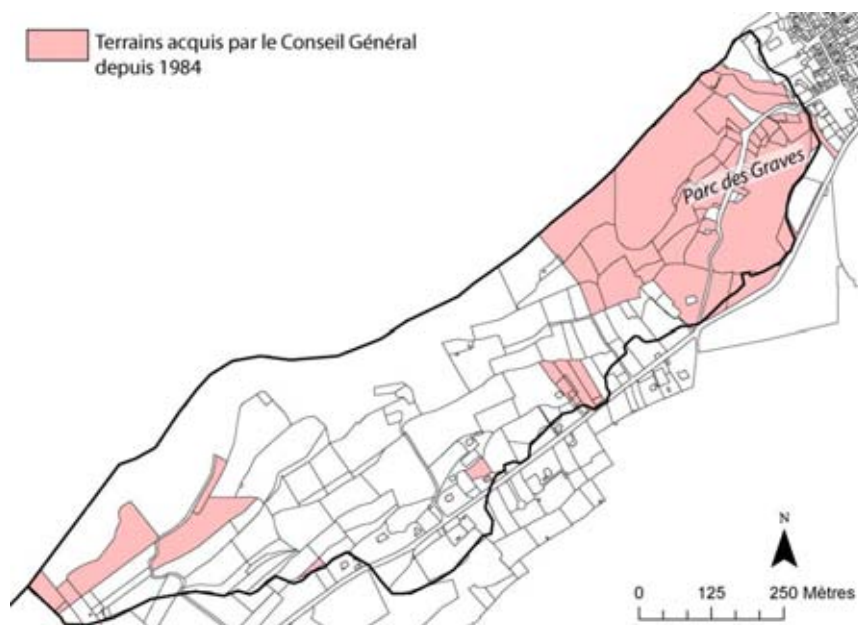 Terrains acquis par le Conseil Général
depuis 1984
Parc des Graves
N
0 125 250 Mètres